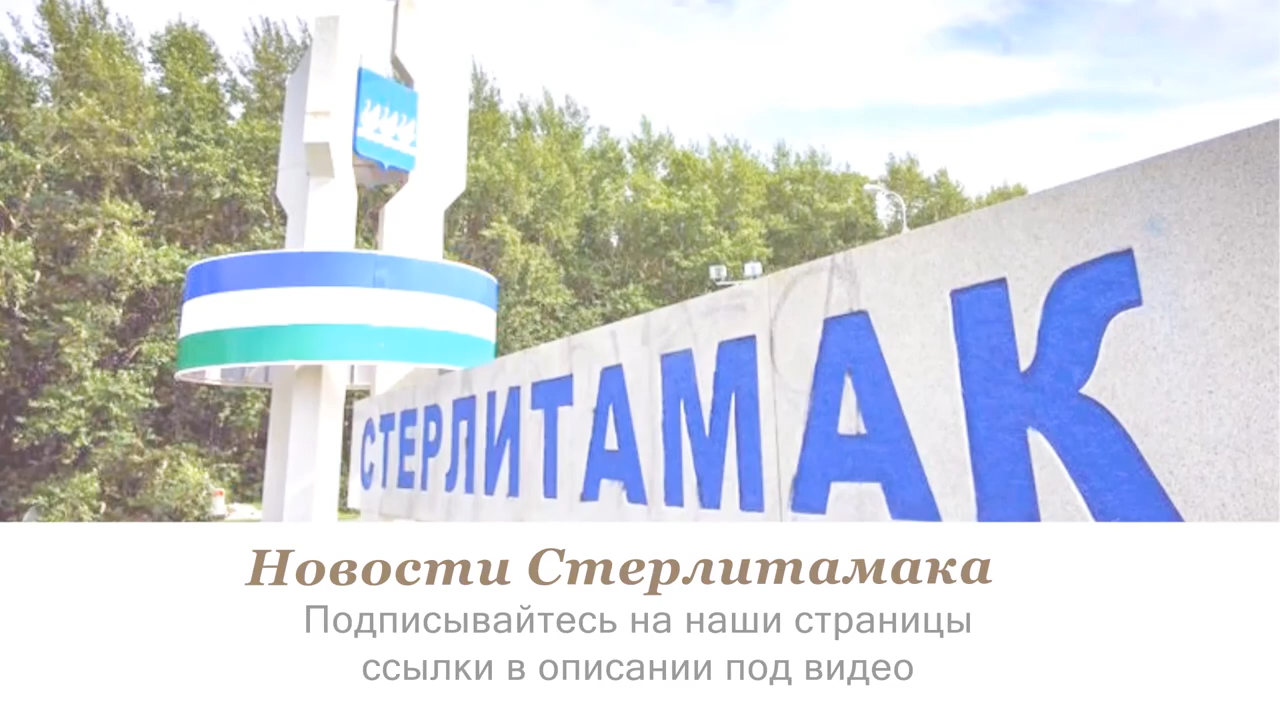 СТЕРЛИТАМАК
Новости Стерлитамака
Подписывайтесь на наши страницы
ссылки в описании под видео